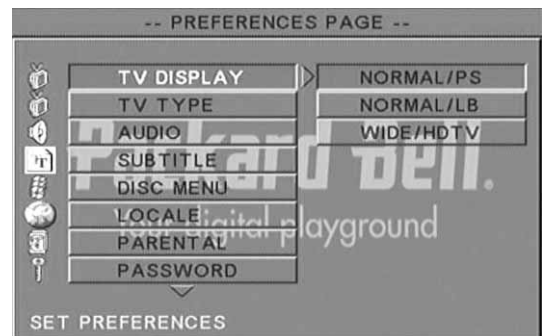 -- PREFERENCES PAGE --
TV DISPLAY
NORMAL/PS
TV TYPE
NORMAL/LB
AUDIO
WIDE/HDTV
SUBTITLE
Packard Bell.
DISC MENU
LOCALE
Your digital playground
PARENTAL
PASSWORD
SET PREFERENCES